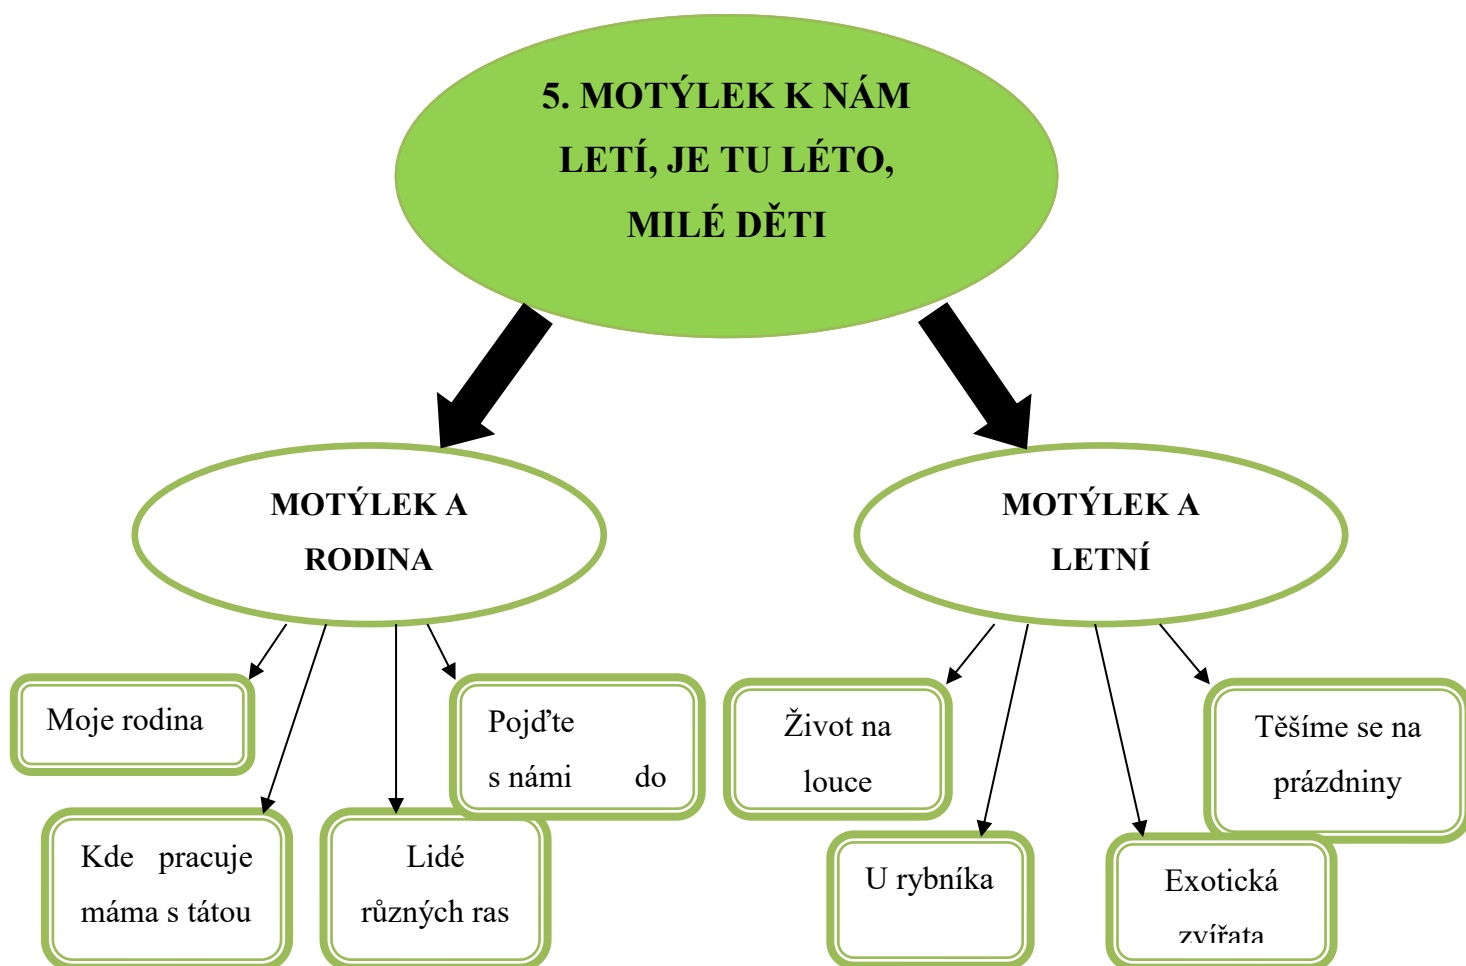 5. MOTÝLEK K NÁM
LETÍ, JE TU LÉTO,
MILÉ DĚTI
MOTÝLEK A
RODINA
MOTÝLEK A
LETNÍ
Moje rodina
Kde pracuje
máma s tátou
Lidé
různých ras
Pojďte
s námi do
Život na
louce
U rybníka
Exotická
zvířata
Těšíme se na
prázdniny